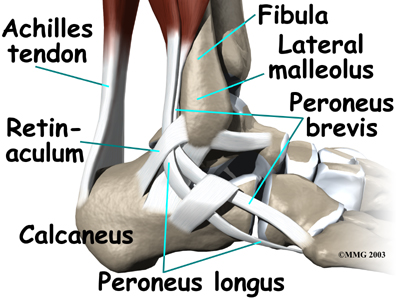 Achilles
tendon
Fibula
Lateral
malleolus
Peroneus
brevis
Retin-
aculum
Calcaneus
©MMG 2003
Peroneus longus